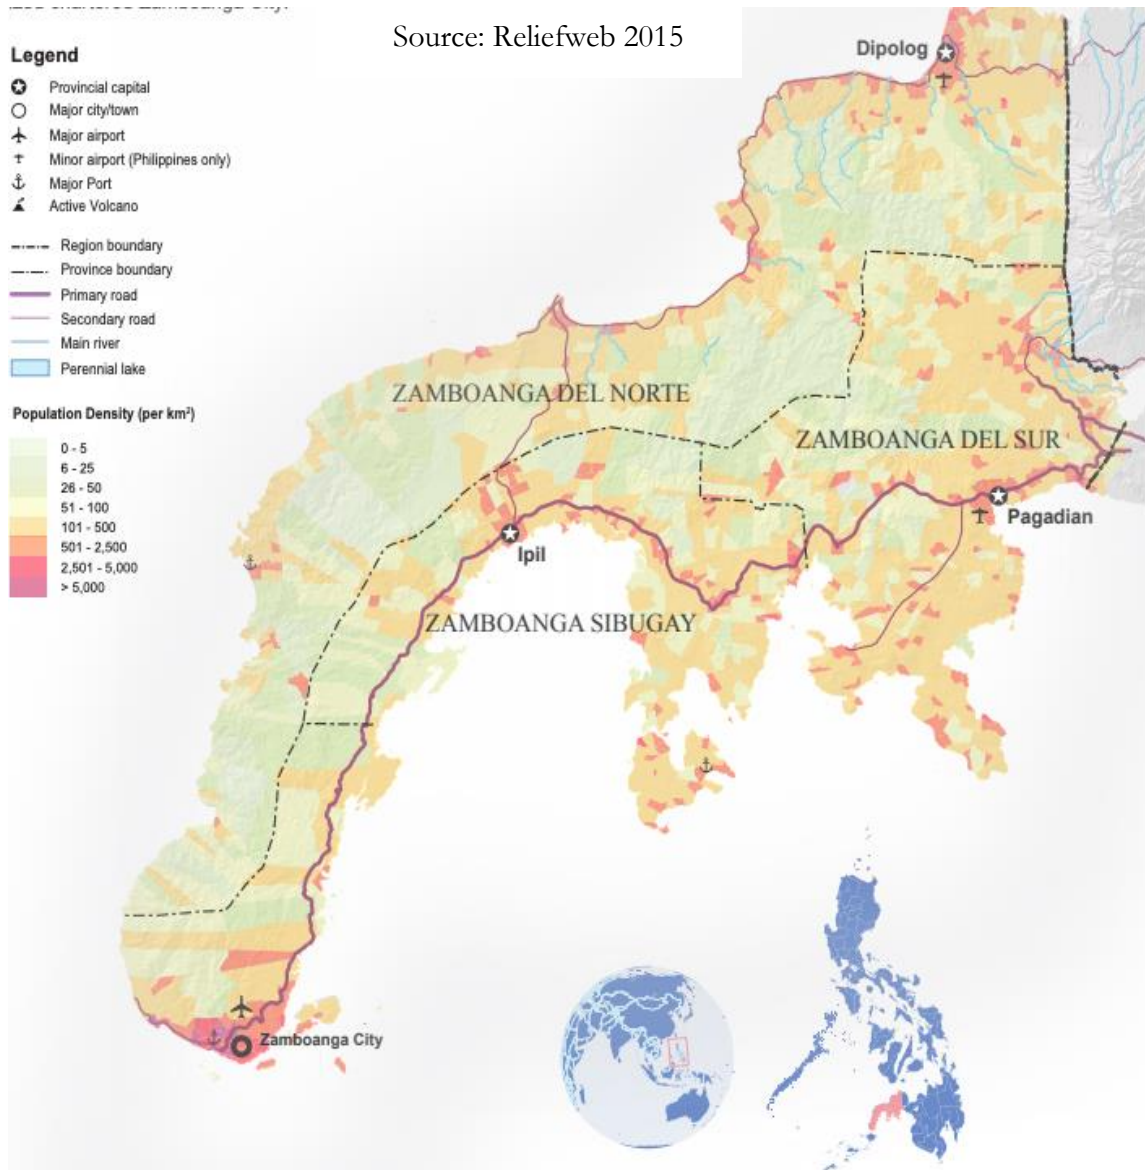 Source: Reliefweb 2015
Legend
Provincial capital
Major city/town
Major airport
Minor airport (Philippines only)
Major Port
Active Volcano
Region boundary
Province boundary
Primary road
Secondary road
Main river
Perennial lake
Population Density (per km²)
0 - 5
6 - 25
26 - 50
51 - 100
101 - 500
501 - 2,500
2,501 - 5,000
> 5,000
Dipolog
ZAMBOANGA DEL NORTE
ZAMBOANGA DEL SUR
Pagadian
Ipil
ZAMBOANGA SIBUGAY
Zamboanga City